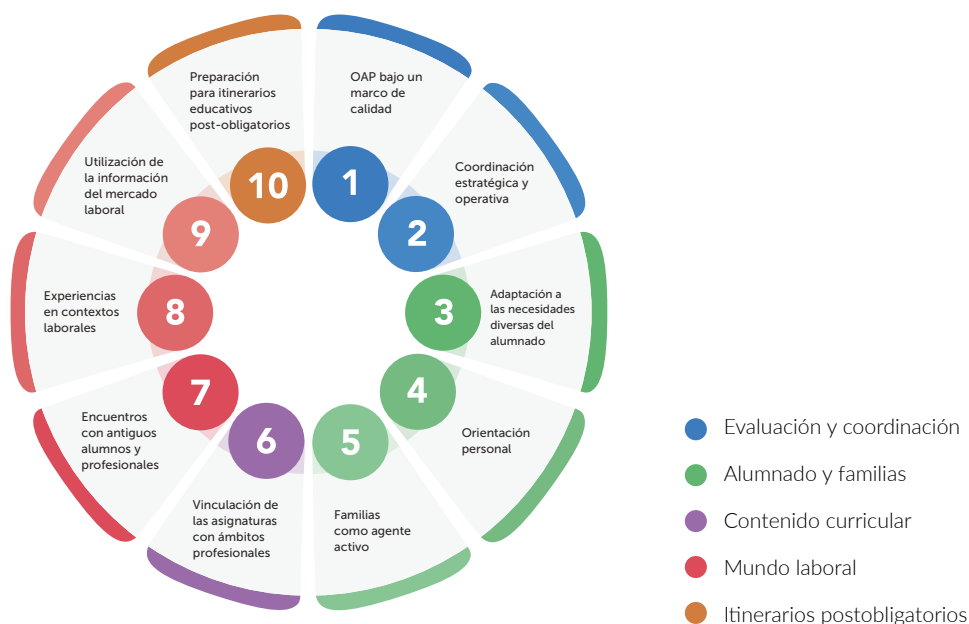 1
OAP bajo un
marco de
calidad
2
Coordinación
estratégica y
operativa
3
Adaptación a
las necesidades
diversas del
alumnado
4
Orientación
personal
5
Familias
como agente
activo
6
Vinculación de
las asignaturas
con ámbitos
profesionales
7
Encuentros
con antiguos
alumnos y
profesionales
8
Experiencias
en contextos
laborales
9
Utilización de
la información
del mercado
laboral
10
Preparación
para itinerarios
educativos
post-obligatorios
Evaluación y coordinación
Alumnado y familias
Contenido curricular
Mundo laboral
Itinerarios postobligatorios